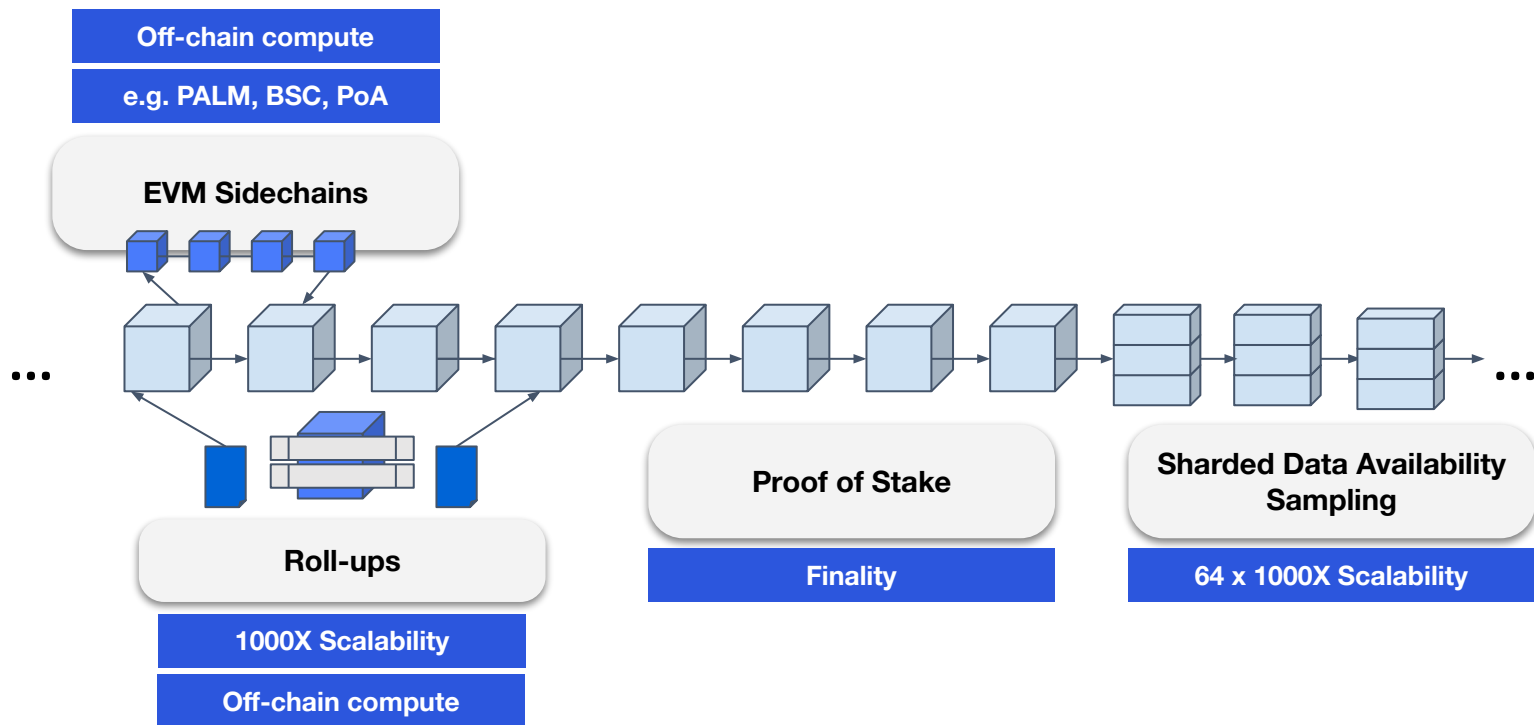 Off-chain compute
e.g. PALM, BSC, PoA
EVM Sidechains
...
...
Roll-ups
1000X Scalability
Off-chain compute
Proof of Stake
Finality
Sharded Data Availability
Sampling
64 x 1000X Scalability